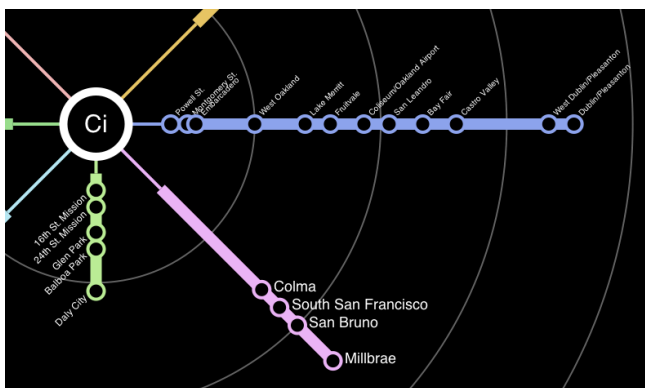 Ci
Powell St.
Montgomery St.
Embarcadero
West Oakland
Lake Merritt
Fruitvale
Coliseum/Oakland Airport
San Leandro
Bay Fair
Castro Valley
West Dublin/Pleasanton
Dublin/Pleasanton
16th St. Mission
24th St. Mission
Glen Park
Balboa Park
Daly City
Colma
South San Francisco
San Bruno
Millbrae